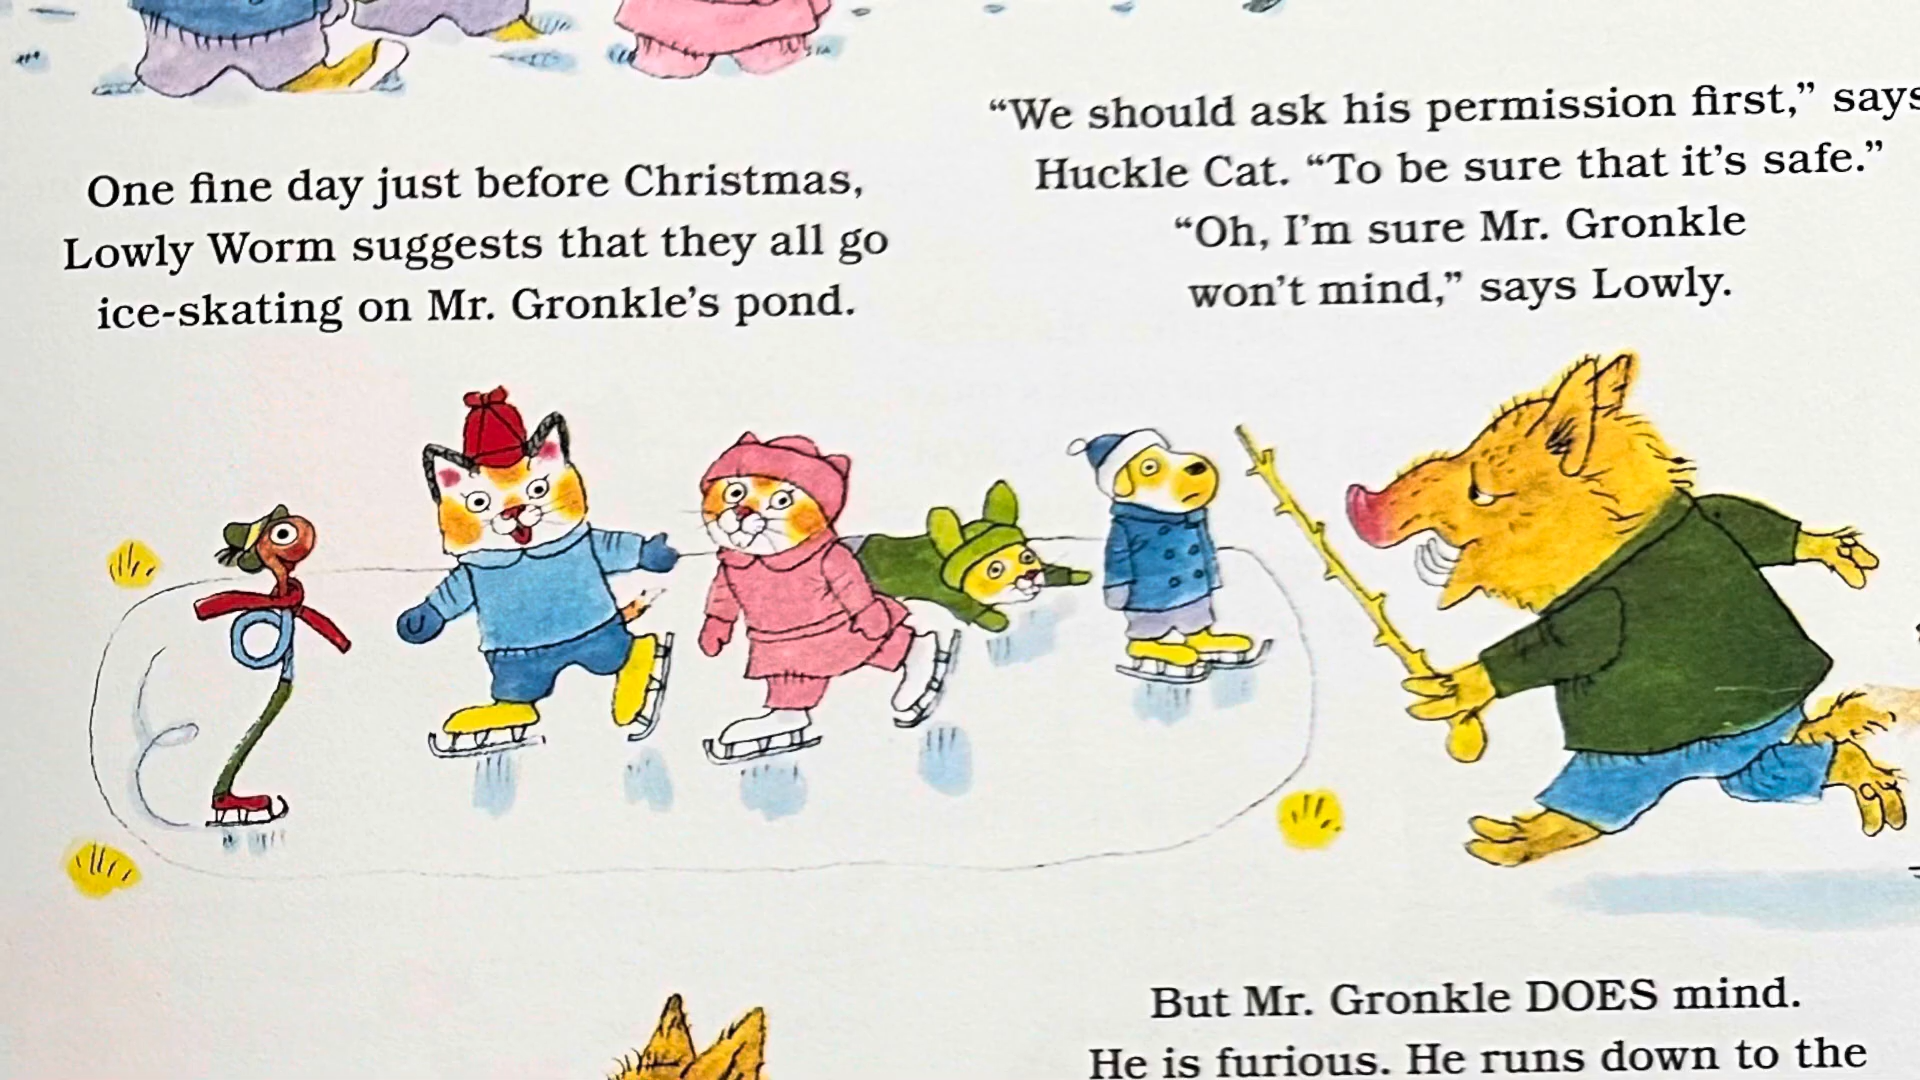 One fine day just before Christmas,
Lowly Worm suggests that they all go
ice-skating on Mr. Gronkle's pond.
“We should ask his permission first,” says
Huckle Cat. “To be sure that it's safe.”
“Oh, I'm sure Mr. Gronkle
won't mind,” says Lowly.
But Mr. Gronkle DOES mind.
He is furious. He runs down to the